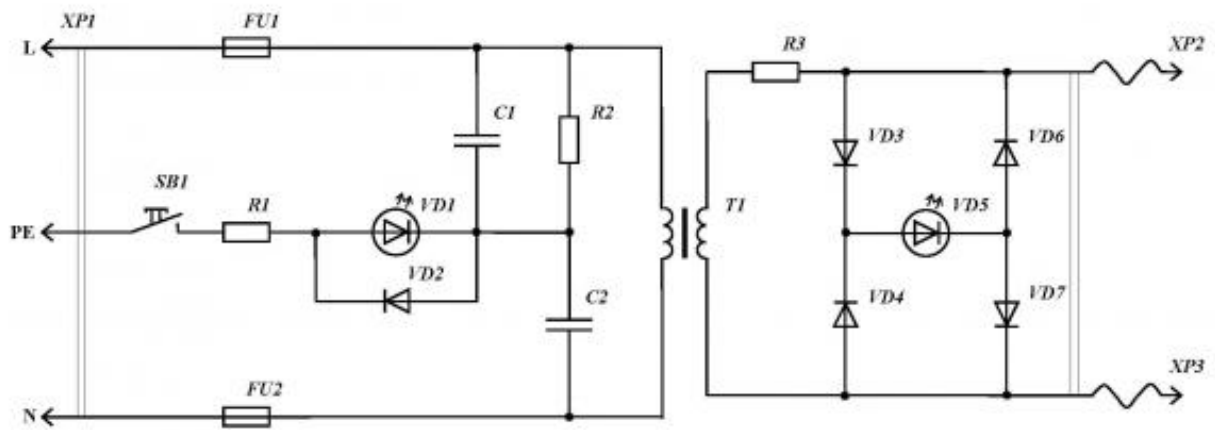 XP1
FU1
L
XP2
R3
C1
R2
VD3
VD6
SB1
R1
VD1
T1
VD5
PE
VD2
C2
VD4
VD7
FU2
XP3
N